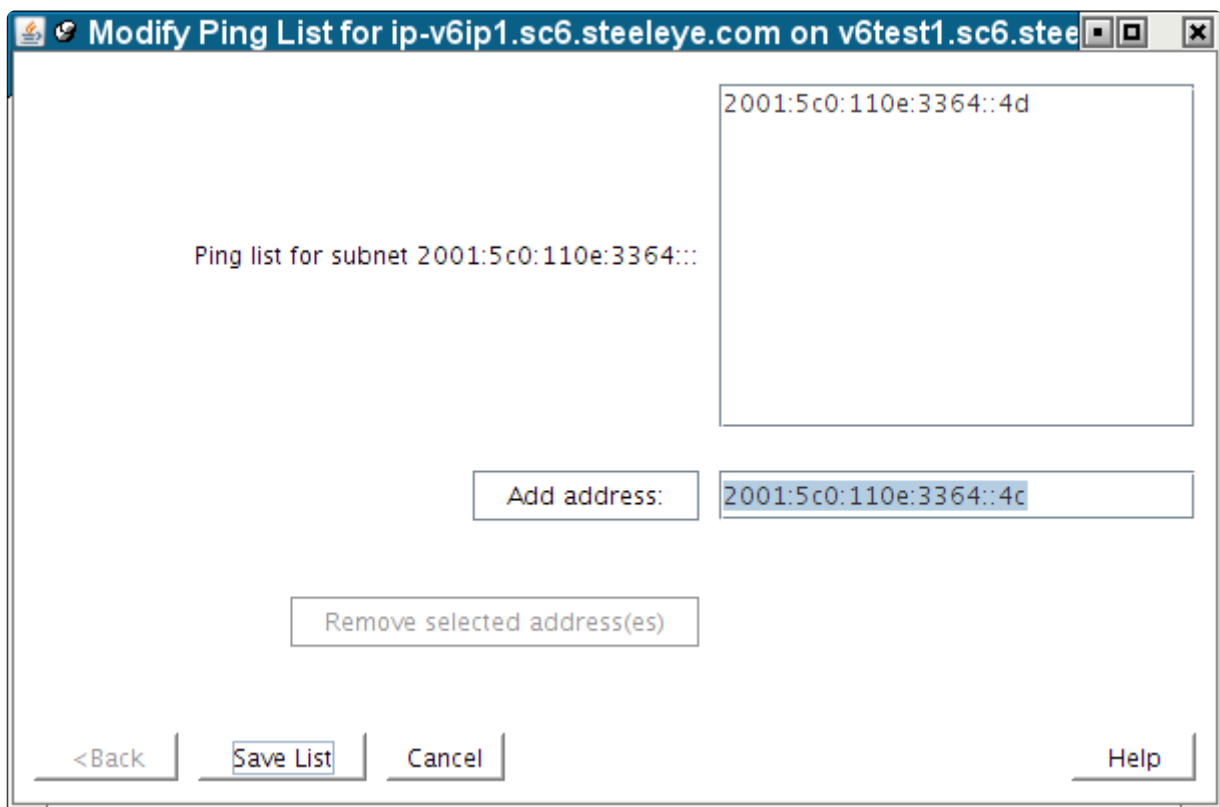 Modify Ping List for ip-v6ip1.sc6.steeleye.com on v6test1.sc6.stee
2001:5c0:110e:3364::4d
Ping list for subnet 2001:5c0:110e:3364:::
Add address:
2001:5c0:110e:3364::4c
Remove selected address(es)
<Back
Save List
Cancel
Help